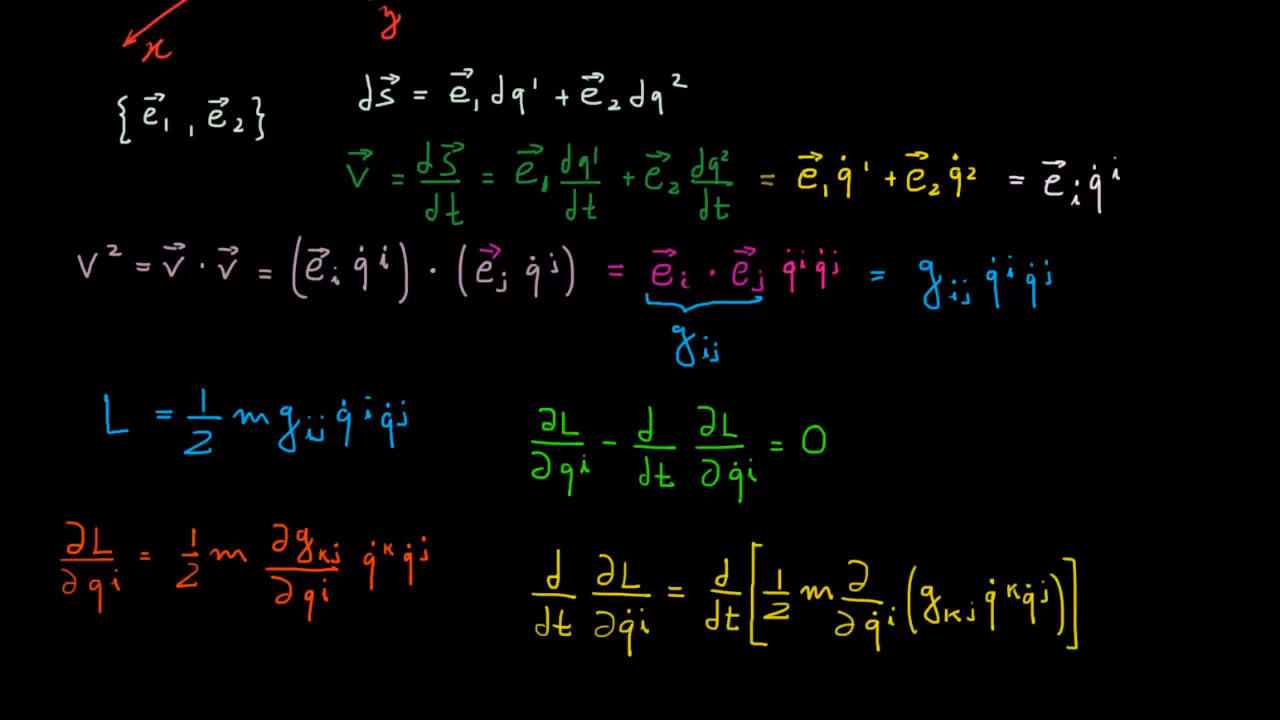 x y
{e⃗₁ , e⃗₂} ds⃗ = e⃗₁ dq¹ + e⃗₂ dq²
v⃗ = ds⃗/dt = e⃗₁ dq¹/dt + e⃗₂ dq²/dt = e⃗₁ q̇¹ + e⃗₂ q̇² = e⃗ᵢ q̇ⁱ
v² = v⃗ · v⃗ = (e⃗ᵢ q̇ⁱ) · (e⃗ⱼ q̇ʲ) = e⃗ᵢ · e⃗ⱼ q̇ⁱ q̇ʲ = gᵢⱼ q̇ⁱ q̇ʲ
gᵢⱼ
L = 1/2 m gᵢⱼ q̇ⁱ q̇ʲ ∂L/∂qⁱ − d/dt ∂L/∂q̇ⁱ = 0
∂L/∂qⁱ = 1/2 m ∂gₖⱼ/∂qⁱ q̇ᵏ q̇ʲ d/dt ∂L/∂q̇ⁱ = d/dt [1/2 m ∂/∂q̇ⁱ (gₖⱼ q̇ᵏ q̇ʲ)]